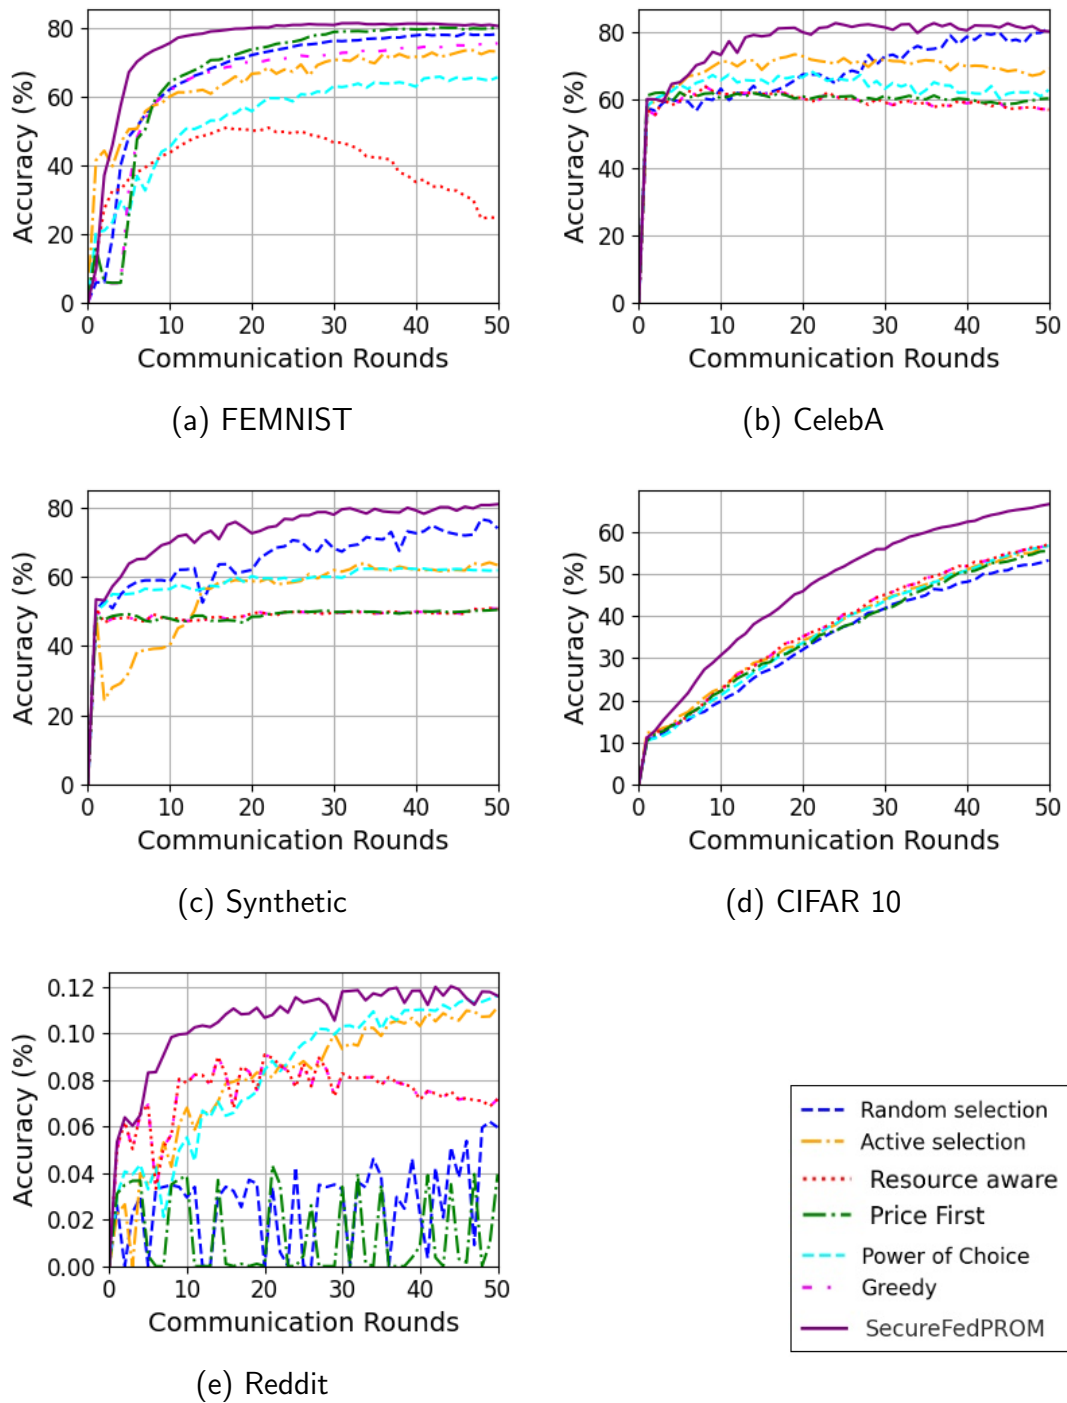 80
60
40
20
0
0 10 20 30 40 50
Accuracy (%)
Communication Rounds
(a) FEMNIST
80
60
40
20
0
0 10 20 30 40 50
Accuracy (%)
Communication Rounds
(b) CelebA
80
60
40
20
0
0 10 20 30 40 50
Accuracy (%)
Communication Rounds
(c) Synthetic
60
50
40
30
20
10
0
0 10 20 30 40 50
Accuracy (%)
Communication Rounds
(d) CIFAR 10
0.12
0.10
0.08
0.06
0.04
0.02
0.00
0 10 20 30 40 50
Accuracy (%)
Communication Rounds
(e) Reddit
Random selection
Active selection
Resource aware
Price First
Power of Choice
Greedy
SecureFedPROM